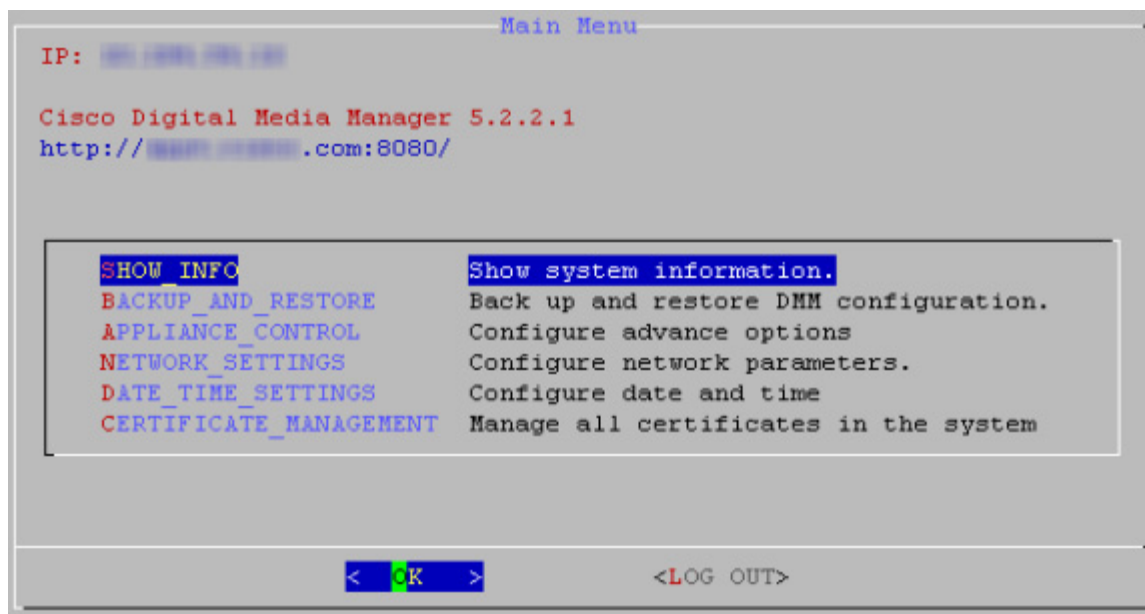 Main Menu
IP:
Cisco Digital Media Manager 5.2.2.1
http:// .com:8080/
SHOW_INFO Show system information.
BACKUP_AND_RESTORE Back up and restore DMM configuration.
APPLIANCE_CONTROL Configure advance options
NETWORK_SETTINGS Configure network parameters.
DATE_TIME_SETTINGS Configure date and time
CERTIFICATE_MANAGEMENT Manage all certificates in the system
< OK > <LOG OUT>